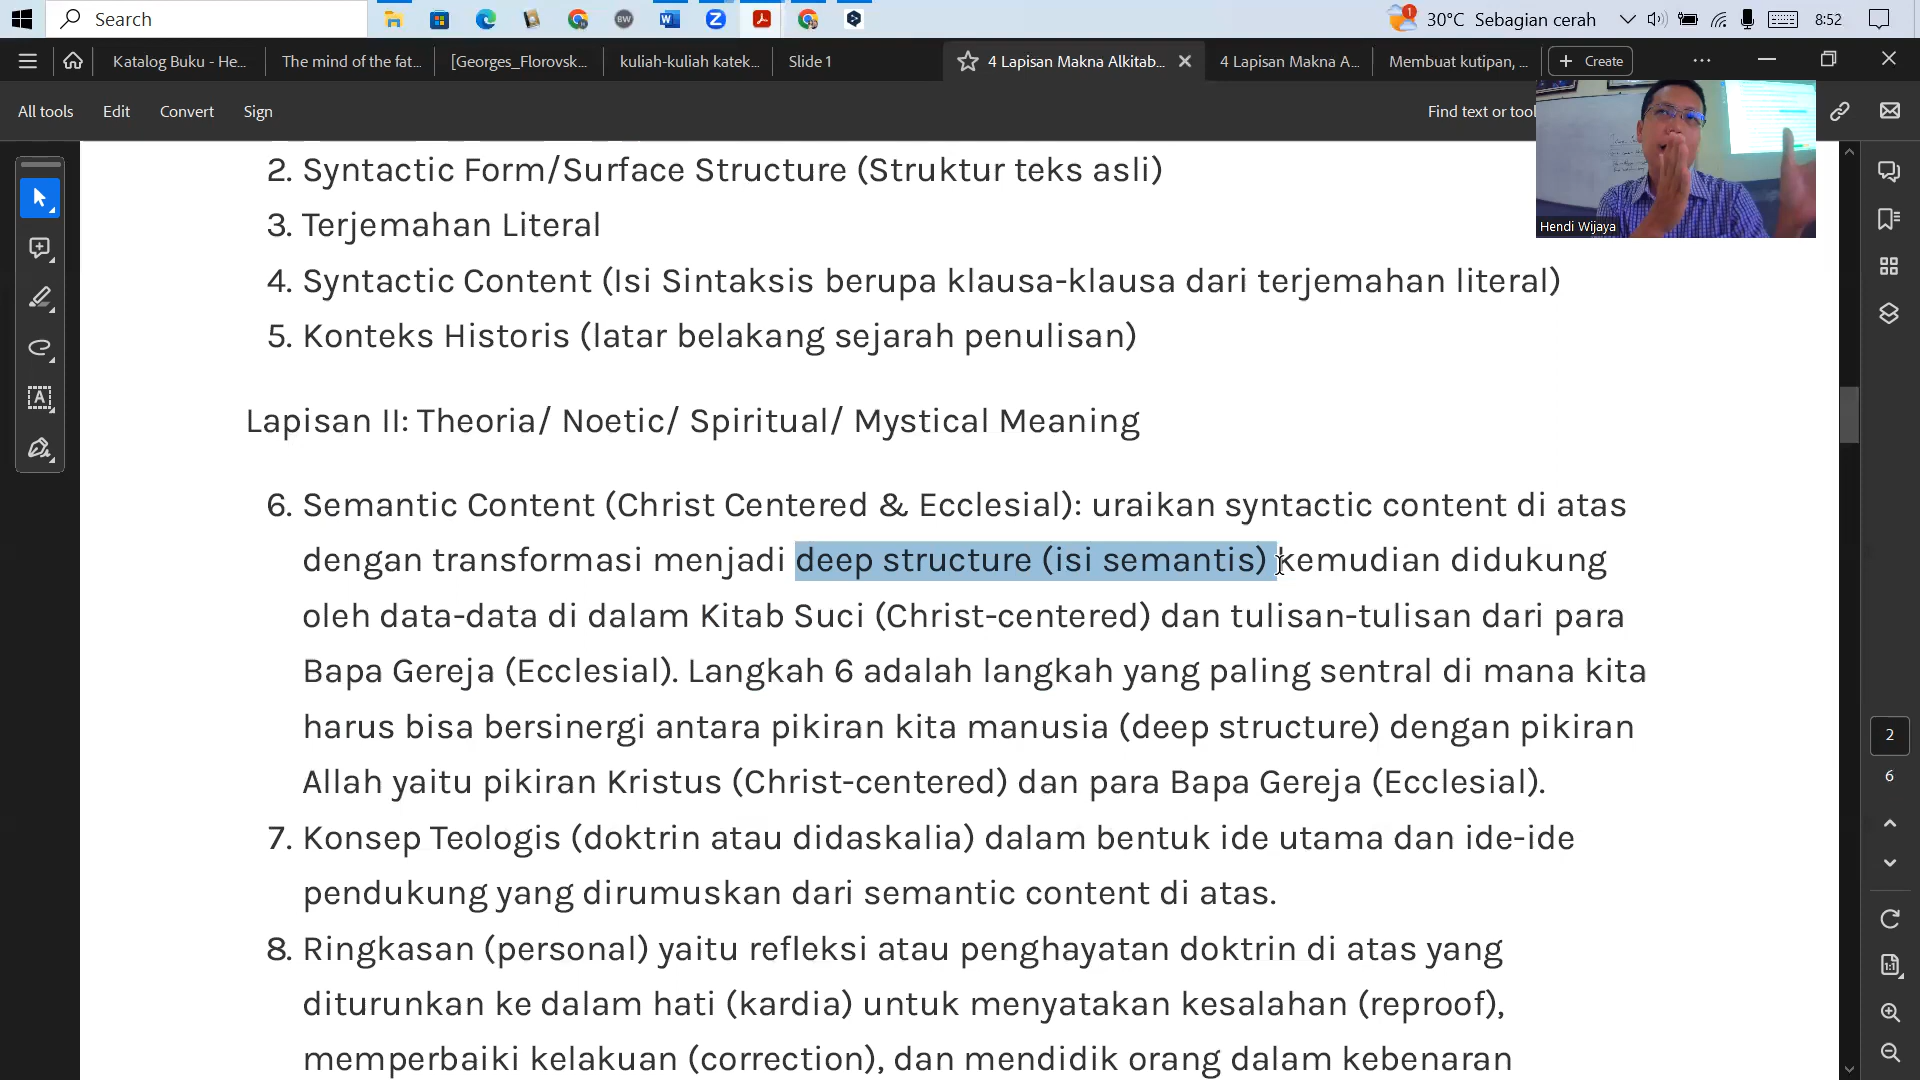 Search
30°C Sebagian cerah
8:52
Katalog Buku - He...
The mind of the fat...
[Georges_Florovsk...
kuliah-kuliah katek...
Slide 1
4 Lapisan Makna Alkitab...
4 Lapisan Makna A...
Membuat kutipan, ...
Create
All tools
Edit
Convert
Sign
Find text or tool
Hendi Wijaya
2. Syntactic Form/Surface Structure (Struktur teks asli)
3. Terjemahan Literal
4. Syntactic Content (Isi Sintaksis berupa klausa-klausa dari terjemahan literal)
5. Konteks Historis (latar belakang sejarah penulisan)
Lapisan II: Theoria/ Noetic/ Spiritual/ Mystical Meaning
6. Semantic Content (Christ Centered & Ecclesial): uraikan syntactic content di atas
dengan transformasi menjadi deep structure (isi semantis) kemudian didukung
oleh data-data di dalam Kitab Suci (Christ-centered) dan tulisan-tulisan dari para
Bapa Gereja (Ecclesial). Langkah 6 adalah langkah yang paling sentral di mana kita
harus bisa bersinergi antara pikiran kita manusia (deep structure) dengan pikiran
Allah yaitu pikiran Kristus (Christ-centered) dan para Bapa Gereja (Ecclesial).
7. Konsep Teologis (doktrin atau didaskalia) dalam bentuk ide utama dan ide-ide
pendukung yang dirumuskan dari semantic content di atas.
8. Ringkasan (personal) yaitu refleksi atau penghayatan doktrin di atas yang
diturunkan ke dalam hati (kardia) untuk menyatakan kesalahan (reproof),
memperbaiki kelakuan (correction), dan mendidik orang dalam kebenaran
2
6